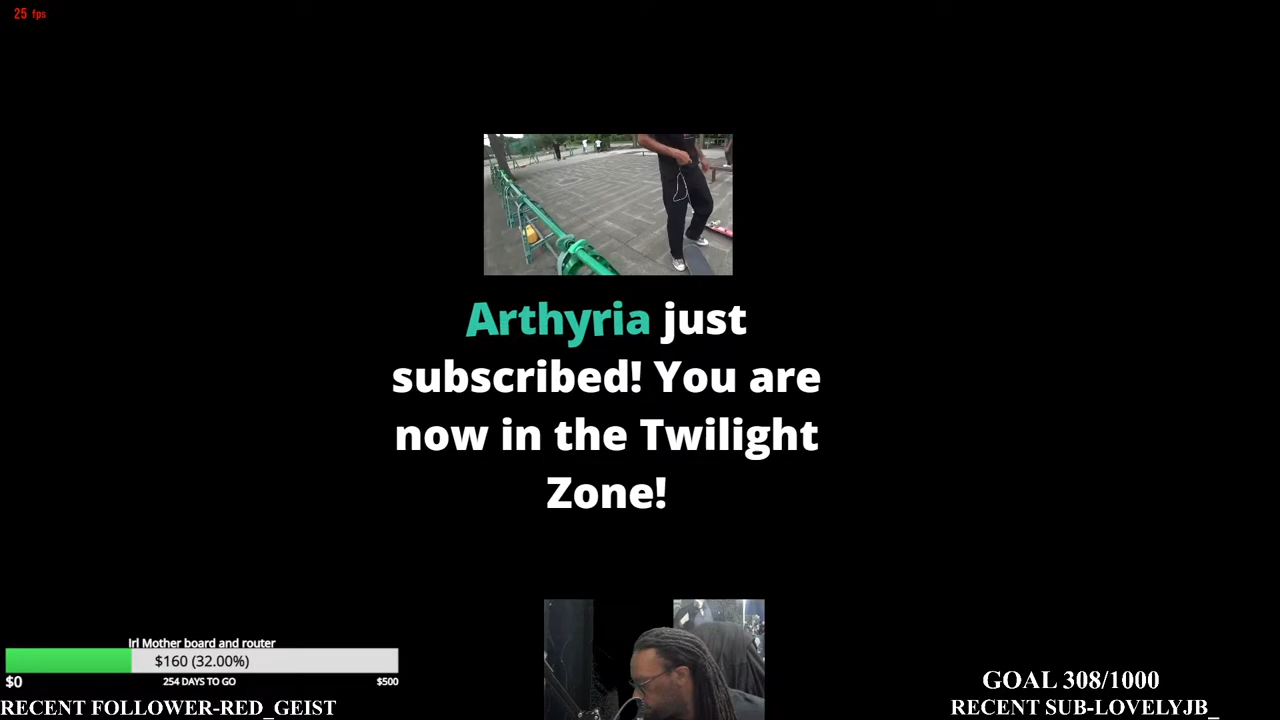 25 fps
Arthyria just
subscribed! You are
now in the Twilight
Zone!
Irl Mother board and router
$160 (32.00%)
$0
254 DAYS TO GO
$500
GOAL 308/1000
RECENT FOLLOWER-RED_GEIST
RECENT SUB-LOVELYJB_